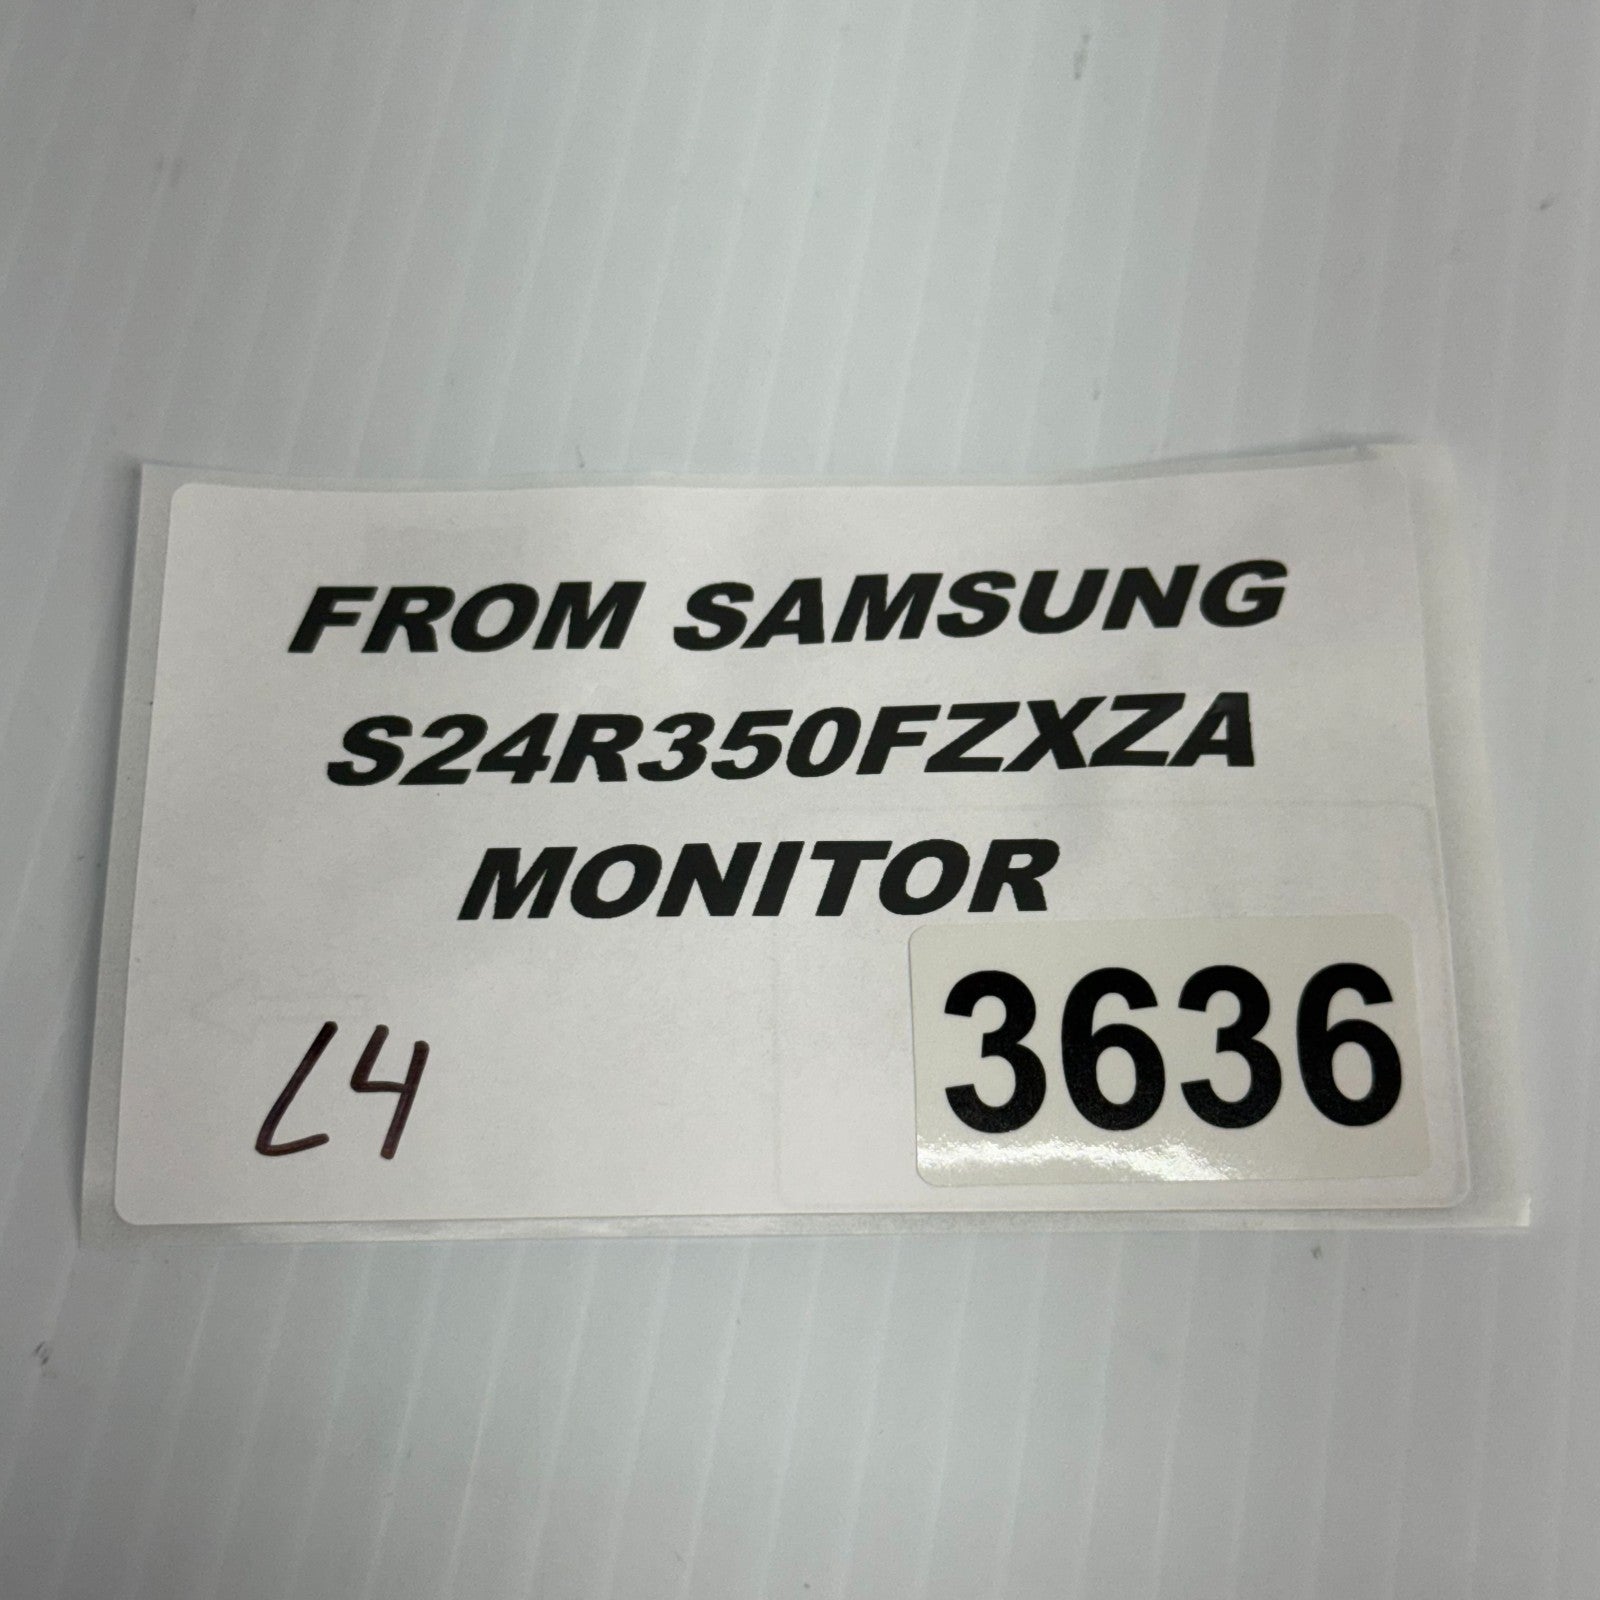 FROM SAMSUNG
S24R350FZXZA
MONITOR
3636
L4